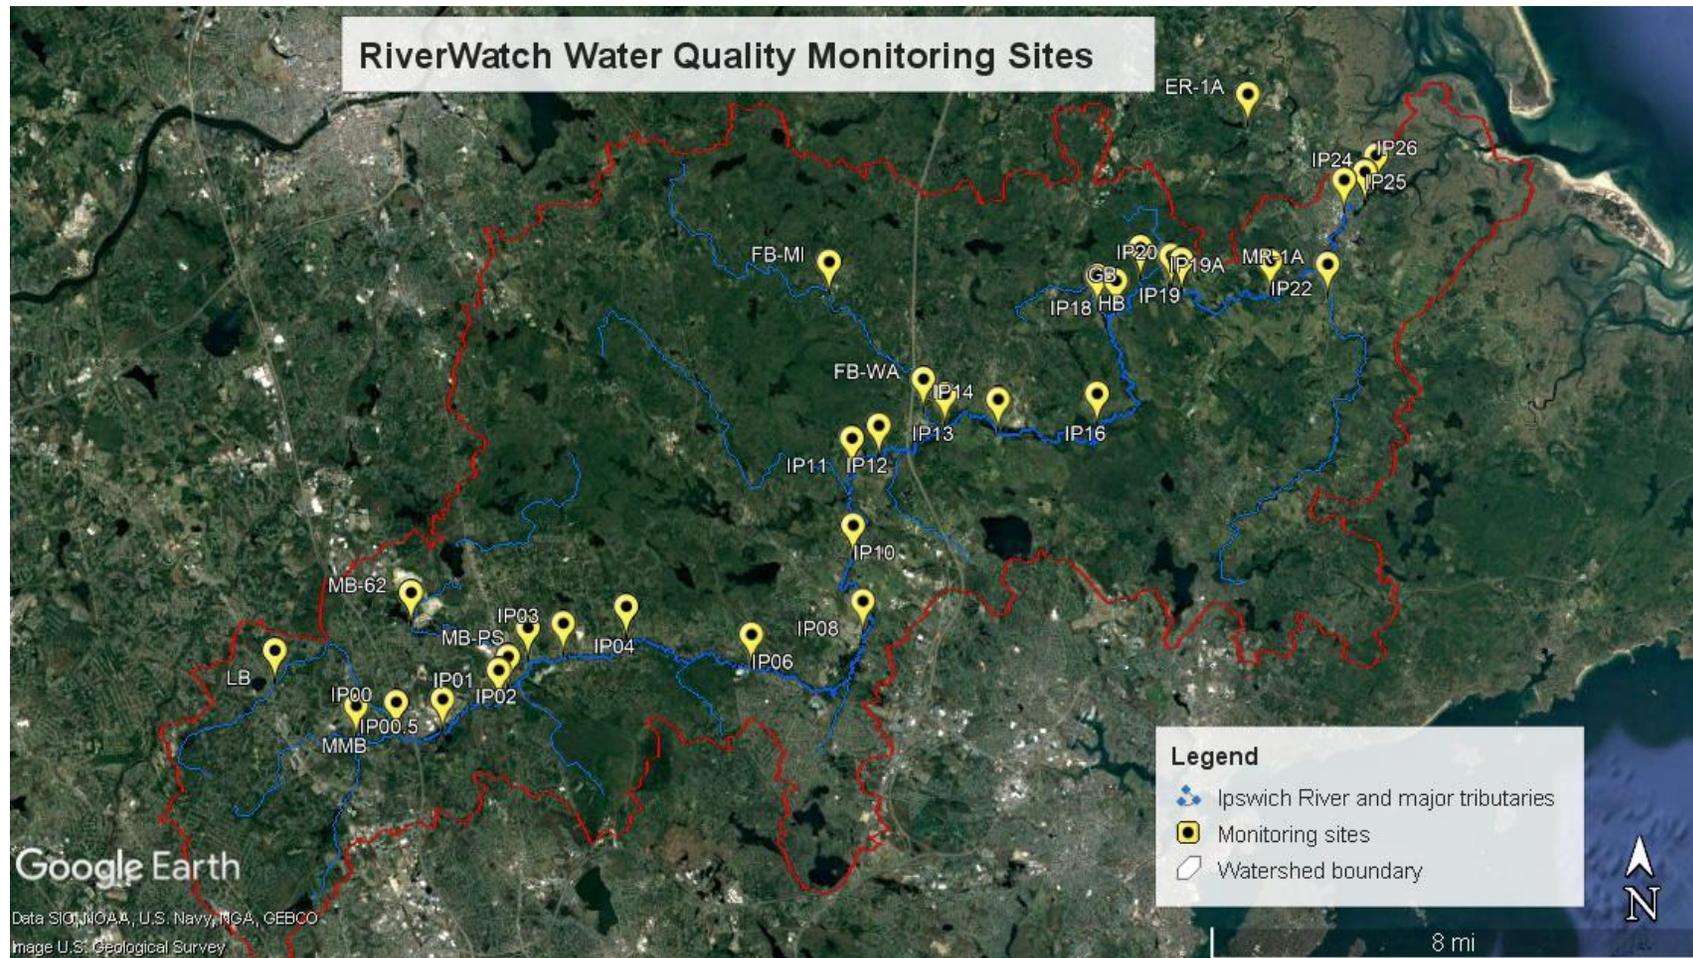 RiverWatch Water Quality Monitoring Sites
ER-1A
IP26
IP24
IP25
FB-MI
IP20
IP19A
MR-1A
GB
IP22
IP19
IP18
HB
FB-WA
IP14
IP13
IP16
IP11
IP12
IP10
MB-62
IP03
IP08
MB-PS
IP04
IP06
LB
IP01
IP00
IP02
IP00.5
MMB
Legend
Ipswich River and major tributaries
Monitoring sites
Watershed boundary
Google Earth
N
Data SIO, NOAA, U.S. Navy, NGA, GEBCO
Image U.S. Geological Survey
8 mi